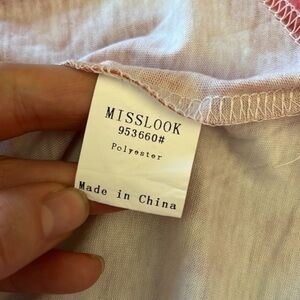 MISSLOOK
953660#
Polyester
Made in China